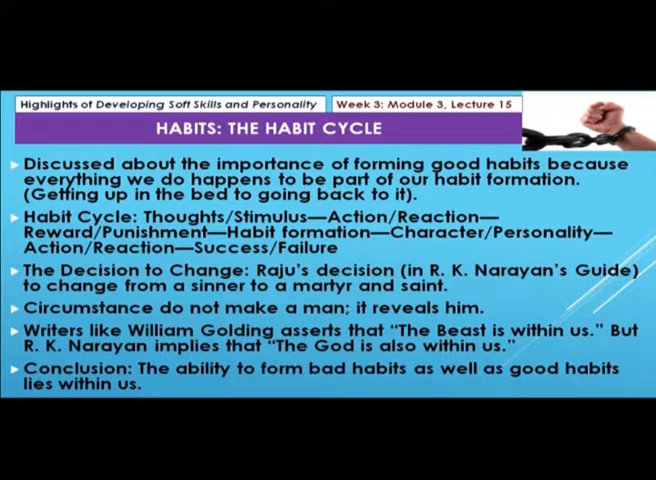 Highlights of Developing Soft Skills and Personality
Week 3: Module 3, Lecture 15
HABITS: THE HABIT CYCLE
Discussed about the importance of forming good habits because
everything we do happens to be part of our habit formation.
(Getting up in the bed to going back to it).
Habit Cycle: Thoughts/Stimulus—Action/Reaction—
Reward/Punishment—Habit formation—Character/Personality—
Action/Reaction—Success/Failure
The Decision to Change: Raju's decision (in R. K. Narayan's Guide)
to change from a sinner to a martyr and saint.
Circumstance do not make a man; it reveals him.
Writers like William Golding asserts that “The Beast is within us.” But
R. K. Narayan implies that “The God is also within us.”
Conclusion: The ability to form bad habits as well as good habits
lies within us.